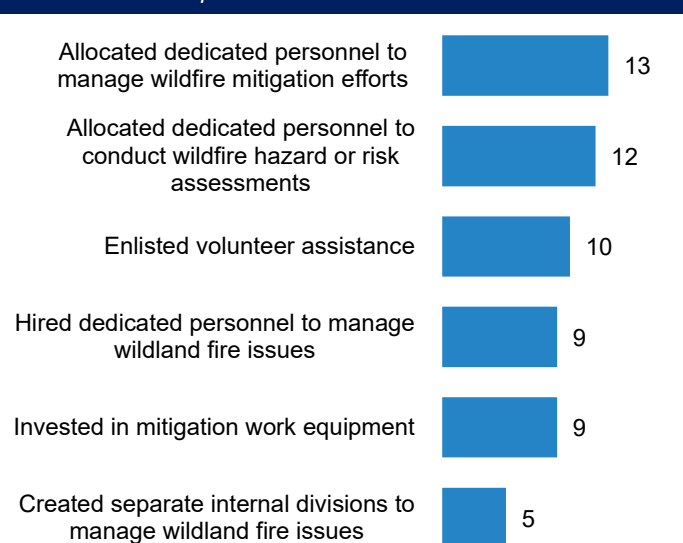 Allocated dedicated personnel to
manage wildfire mitigation efforts
13
Allocated dedicated personnel to
conduct wildfire hazard or risk
assessments
12
Enlisted volunteer assistance
10
Hired dedicated personnel to manage
wildland fire issues
9
Invested in mitigation work equipment
9
Created separate internal divisions to
manage wildland fire issues
5